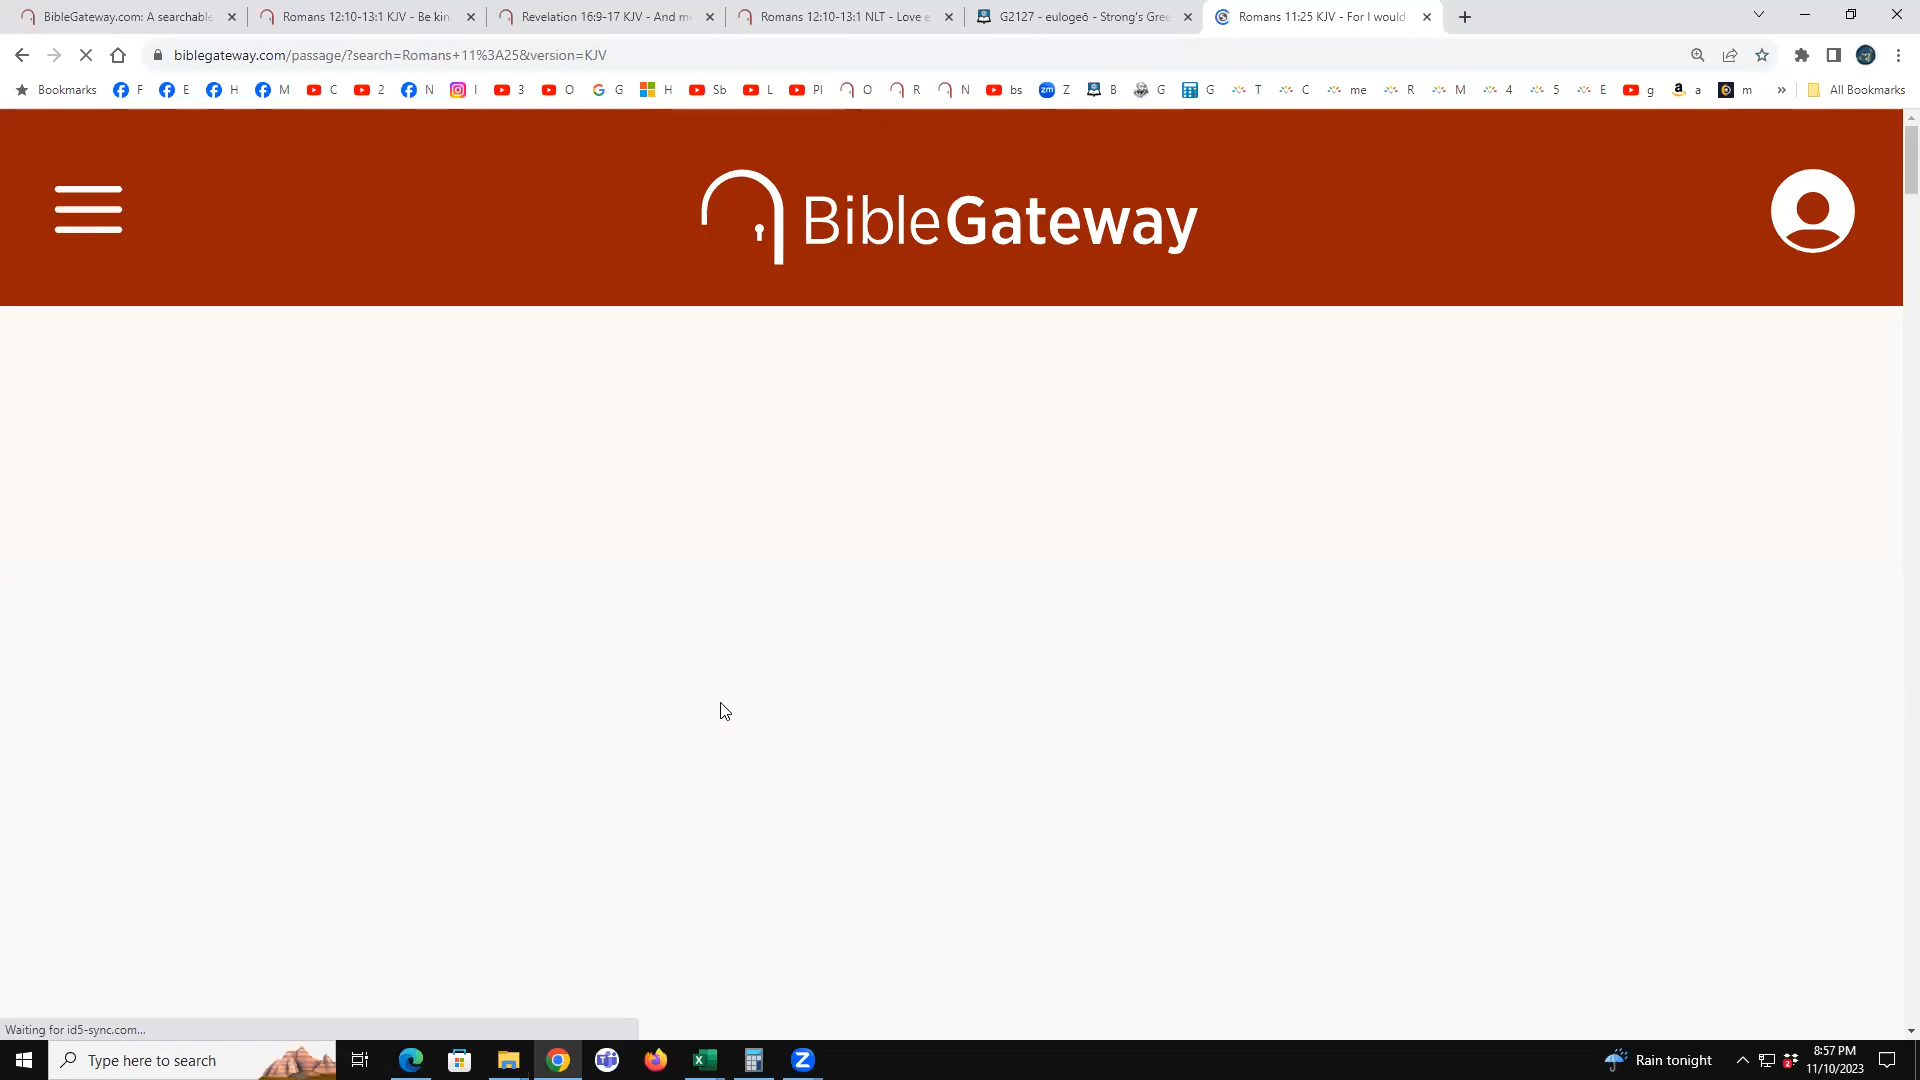 BibleGateway.com: A searchable
Romans 12:10-13:1 KJV - Be kin
Revelation 16:9-17 KJV - And me
Romans 12:10-13:1 NLT - Love e
G2127 - eulogeō - Strong's Gree
Romans 11:25 KJV - For I would
biblegateway.com/passage/?search=Romans+11%3A25&version=KJV
Bookmarks F E H M C 2 N I 3 O G H Sb L Pl O R N bs zm Z B G G T C me R M 4 5 E g a m » All Bookmarks
BibleGateway
Waiting for id5-sync.com...
Type here to search
Rain tonight
2
8:57 PM
11/10/2023